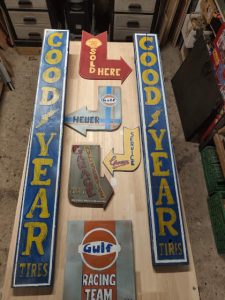 GOOD
YEAR
TIRES
SOLD
HERE
Gulf
HEUER
SERVICE
Gulf
RACING
TEAM
GOOD
YEAR
TIRES